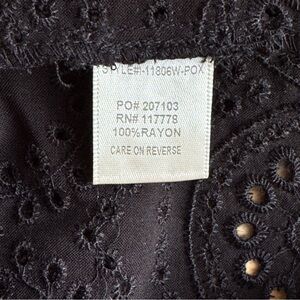 STYLE#I-11806W-POX
PO# 207103
RN# 117778
100%RAYON
CARE ON REVERSE